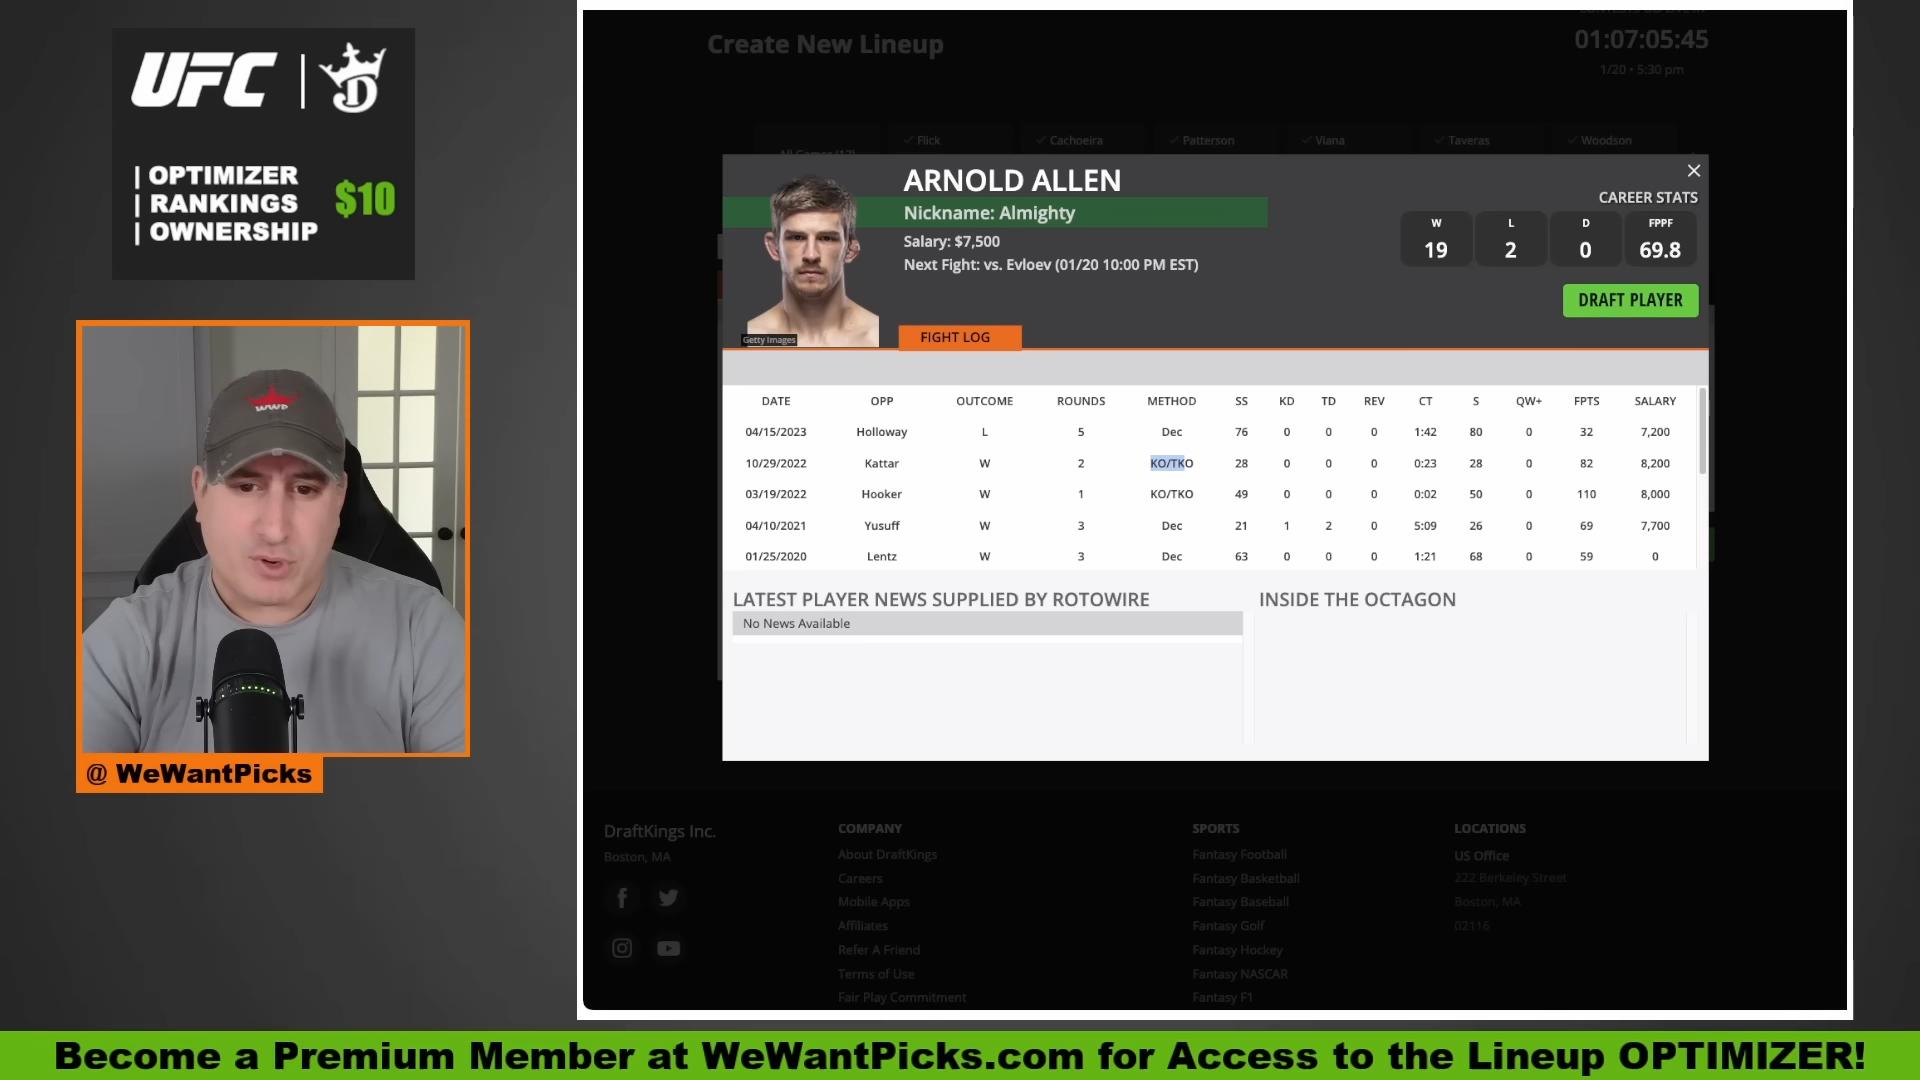 UFC
OPTIMIZER
RANKINGS
OWNERSHIP
$10
WWP
@ WeWantPicks
Create New Lineup
01:07:05:45
1/20 • 5:30 pm
Flick
Cachoeira
Patterson
Viana
Taveras
Woodson
ARNOLD ALLEN
Nickname: Almighty
Salary: $7,500
Next Fight: vs. Evloev (01/20 10:00 PM EST)
Getty Images
CAREER STATS
W L D FPPF
19 2 0 69.8
DRAFT PLAYER
FIGHT LOG
DATE OPP OUTCOME ROUNDS METHOD SS KD TD REV CT S QW+ FPTS SALARY
04/15/2023 Holloway L 5 Dec 76 0 0 0 1:42 80 0 32 7,200
10/29/2022 Kattar W 2 KO/TKO 28 0 0 0 0:23 28 0 82 8,200
03/19/2022 Hooker W 1 KO/TKO 49 0 0 0 0:02 50 0 110 8,000
04/10/2021 Yusuff W 3 Dec 21 1 2 0 5:09 26 0 69 7,700
01/25/2020 Lentz W 3 Dec 63 0 0 0 1:21 68 0 59 0
LATEST PLAYER NEWS SUPPLIED BY ROTOWIRE
No News Available
INSIDE THE OCTAGON
DraftKings Inc.
Boston, MA
COMPANY
About DraftKings
Careers
Mobile Apps
Affiliates
Refer A Friend
Terms of Use
Fair Play Commitment
SPORTS
Fantasy Football
Fantasy Basketball
Fantasy Baseball
Fantasy Golf
Fantasy Hockey
Fantasy NASCAR
Fantasy F1
LOCATIONS
US Office
222 Berkeley Street
Boston, MA
02116
Become a Premium Member at WeWantPicks.com for Access to the Lineup OPTIMIZER!